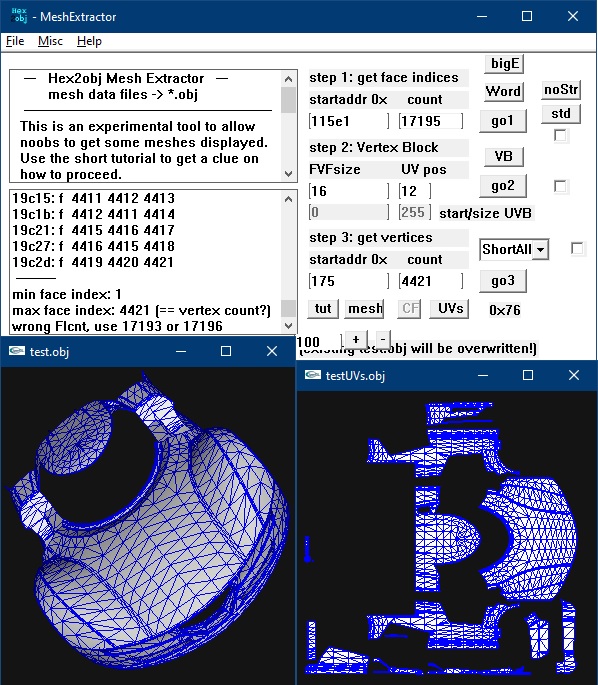 Hex
2obj
- MeshExtractor
File Misc Help
— Hex2obj Mesh Extractor —
mesh data files -> *.obj
This is an experimental tool to allow
noobs to get some meshes displayed.
Use the short tutorial to get a clue on
how to proceed.
19c15: f 4411 4412 4413
19c1b: f 4412 4411 4414
19c21: f 4415 4416 4417
19c27: f 4416 4415 4418
19c2d: f 4419 4420 4421
min face index: 1
max face index: 4421 (== vertex count?)
wrong FIcnt, use 17193 or 17196
step 1: get face indices
startaddr 0x count
115e1 17195
bigE
Word
go1
noStr
std
step 2: Vertex Block
FVFsize UV pos
16 12
0 255 start/size UVB
VB
go2
step 3: get vertices
startaddr 0x count
175 4421
ShortAll
go3
tut mesh CF UVs 0x76
100 + -
(existing test.obj will be overwritten!)
test.obj
testUVs.obj